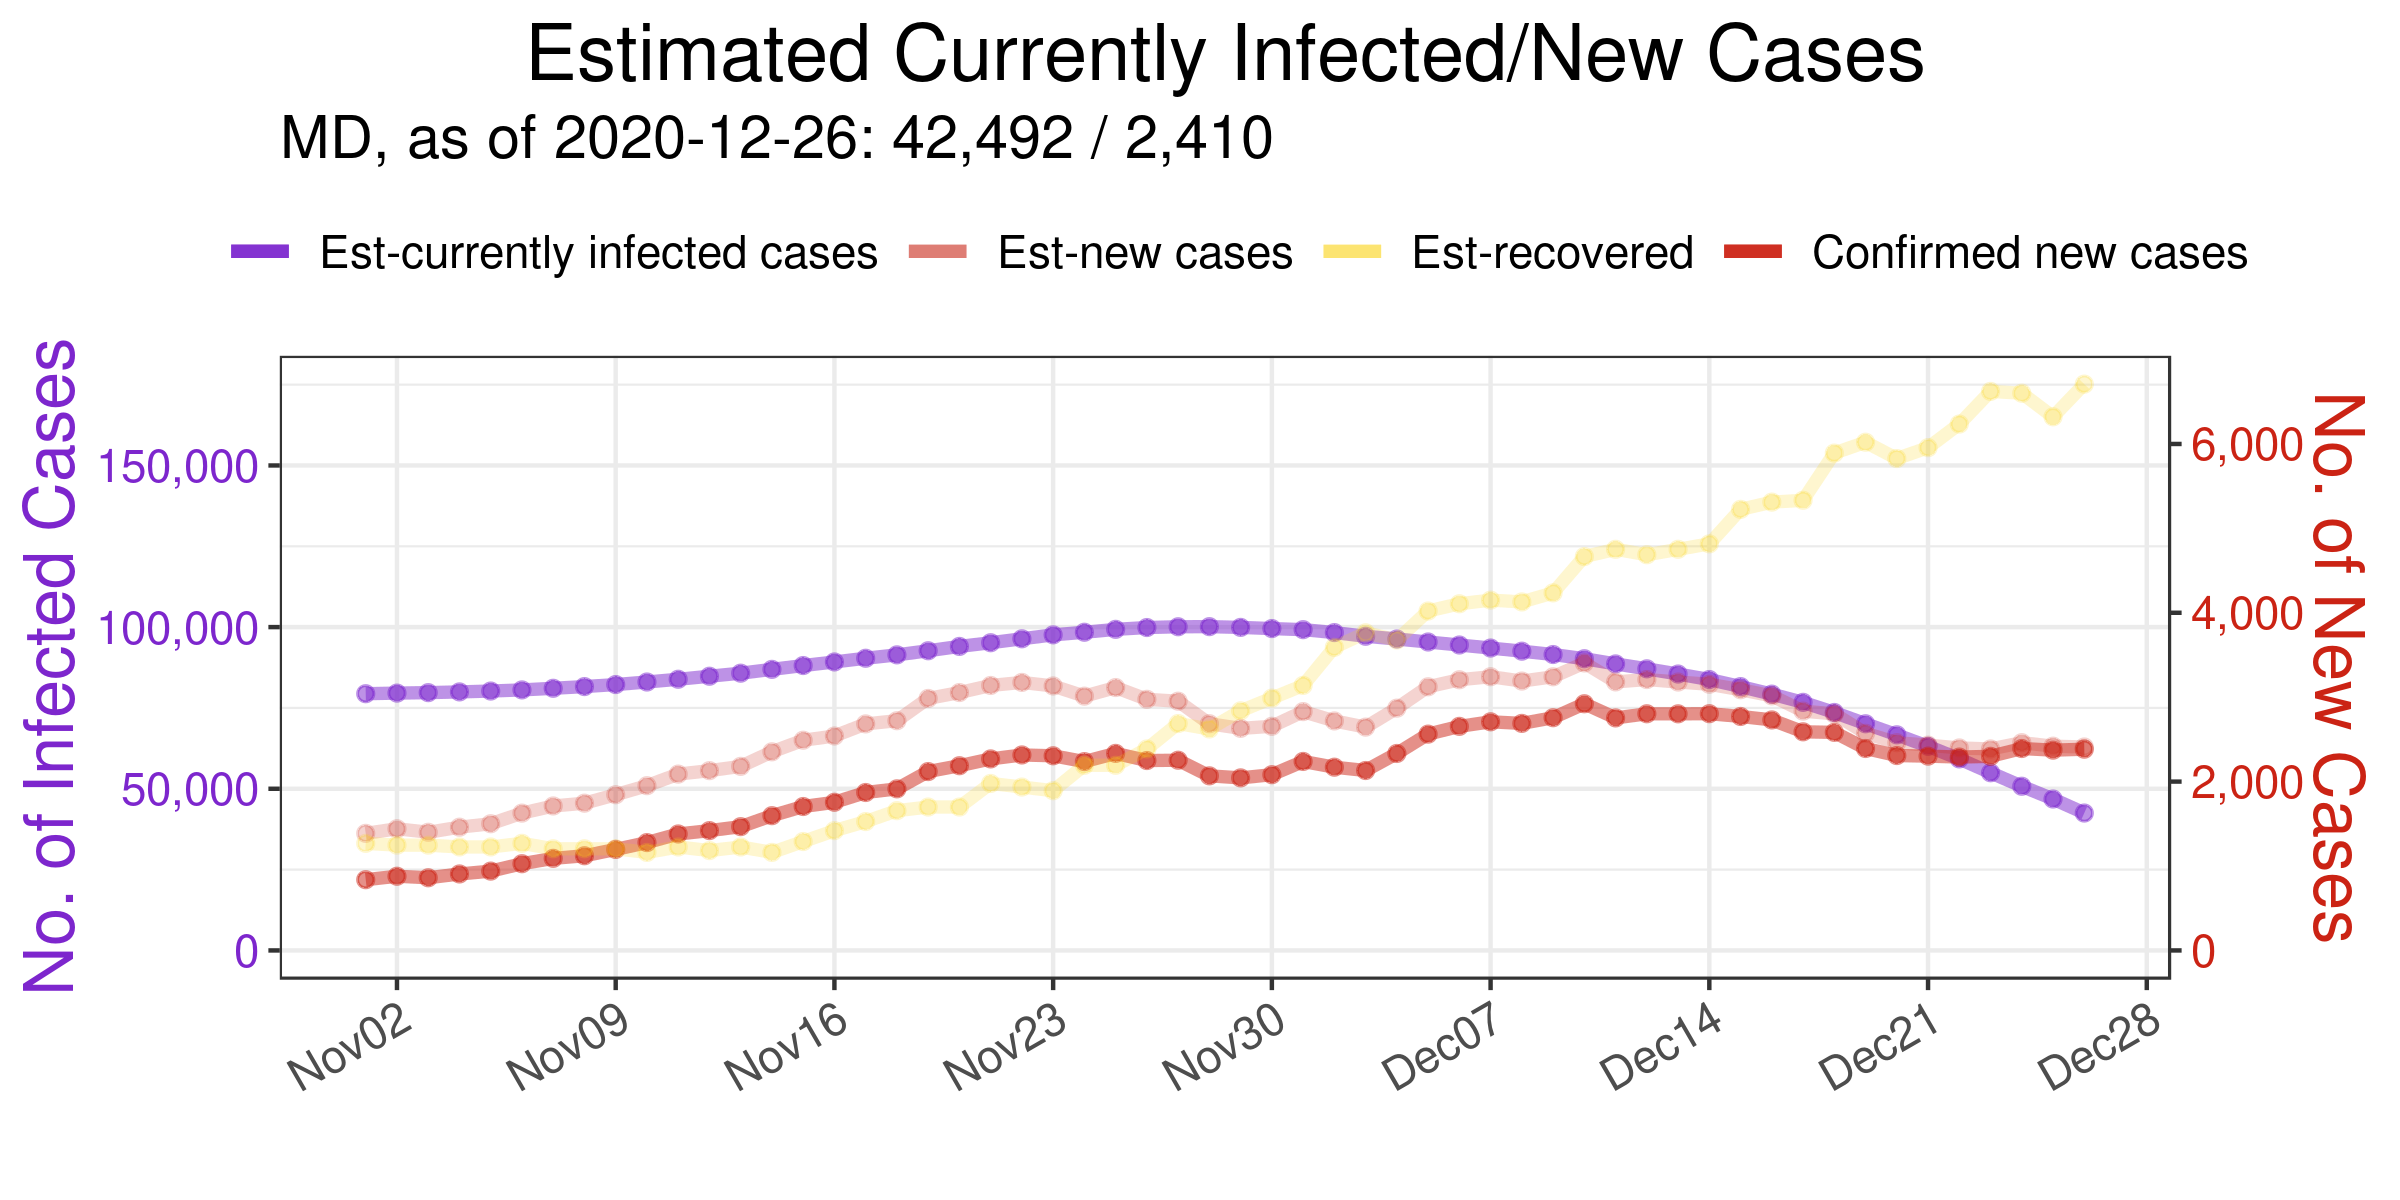 Estimated Currently Infected/New Cases
MD, as of 2020-12-26: 42,492 / 2,410
Est-currently infected cases Est-new cases Est-recovered Confirmed new cases
No. of Infected Cases
150,000
100,000
50,000
0
6,000
4,000
2,000
0
No. of New Cases
Nov02 Nov09 Nov16 Nov23 Nov30 Dec07 Dec14 Dec21 Dec28